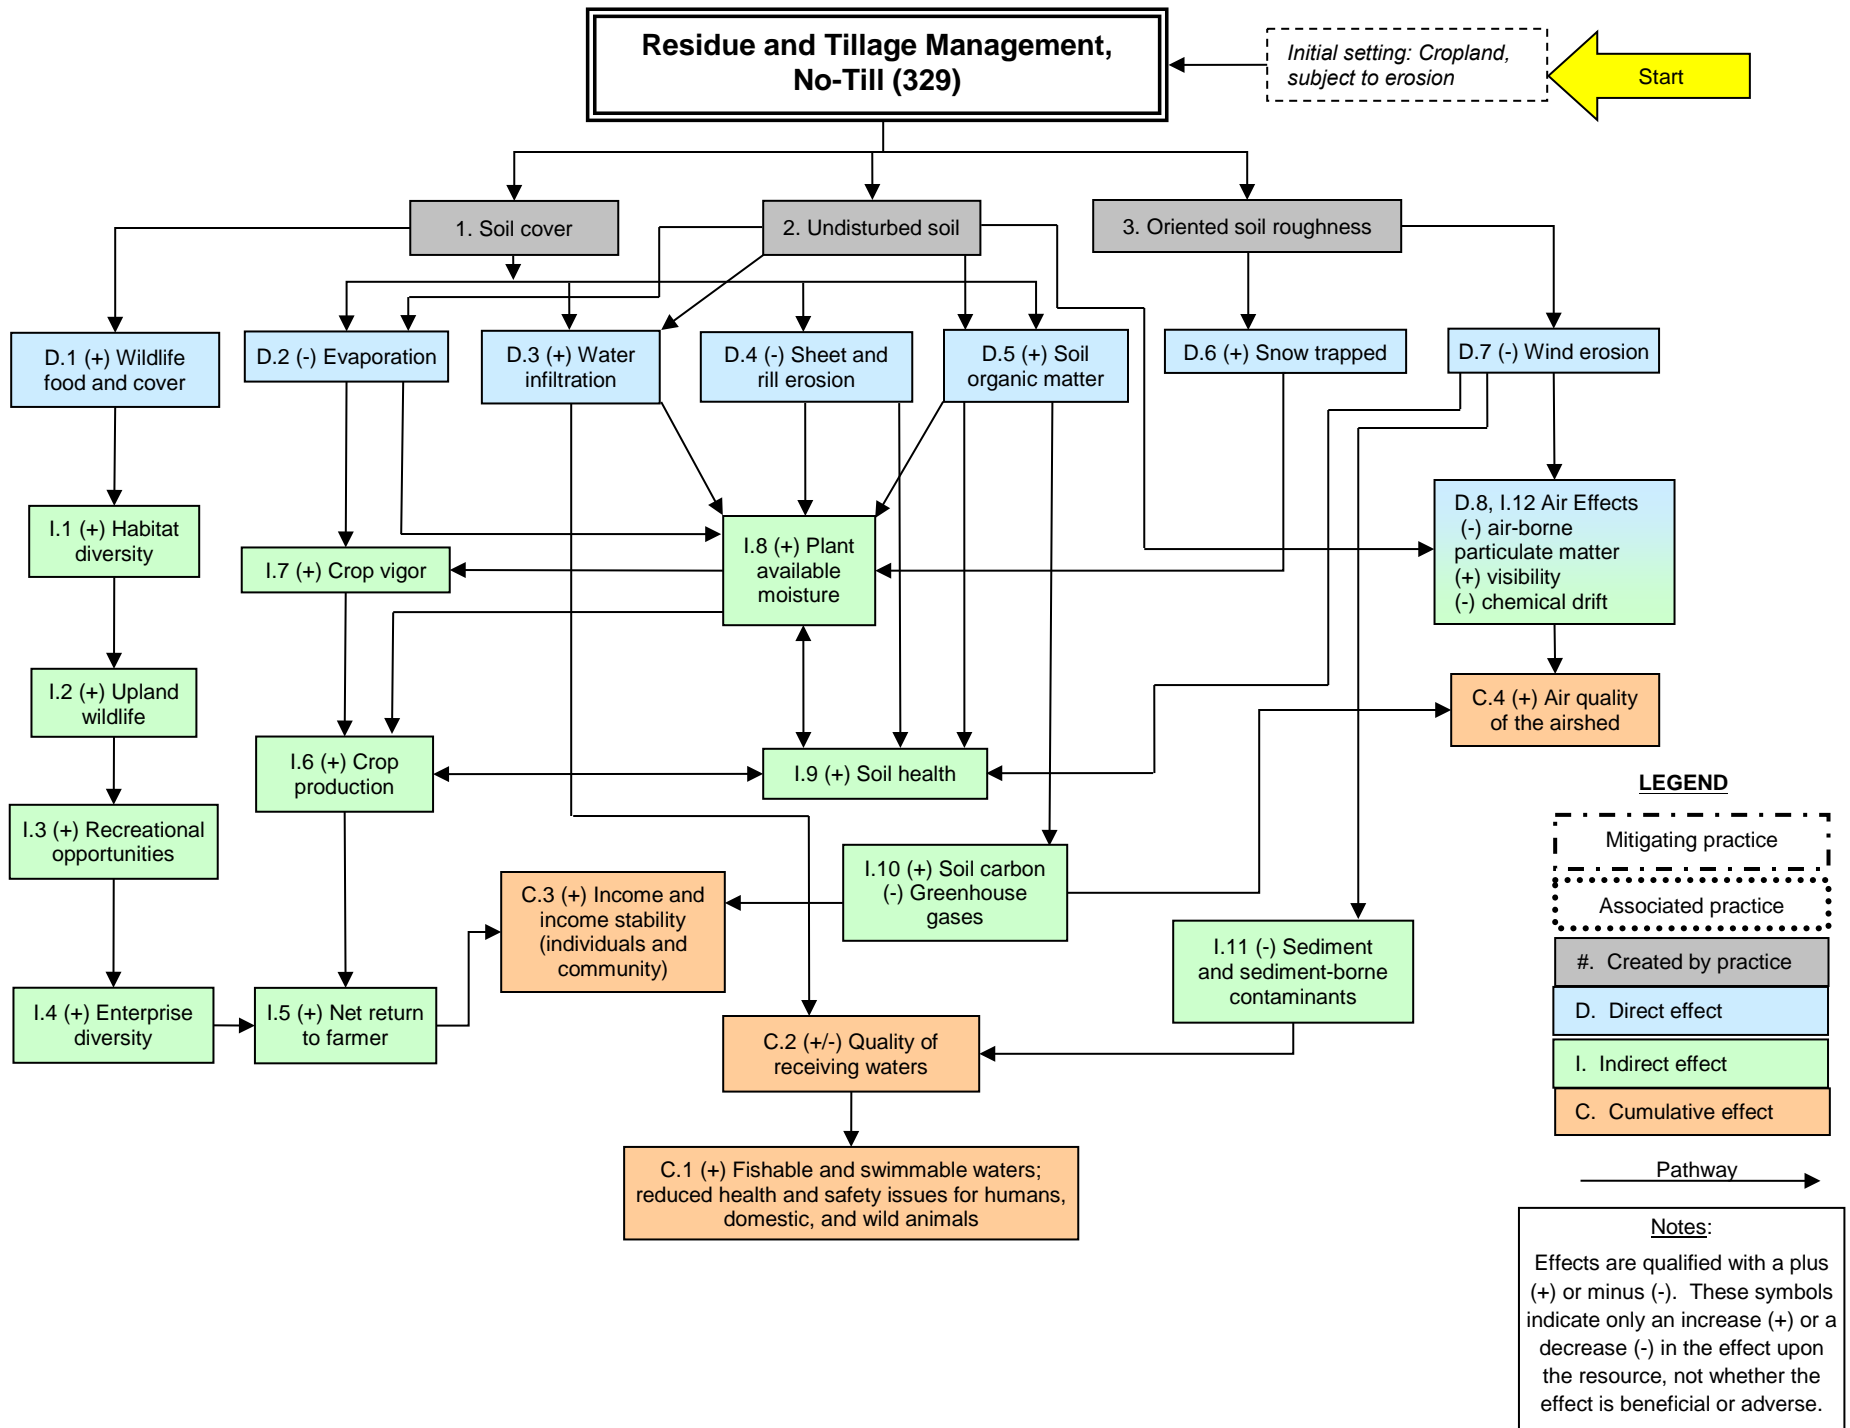 Residue and Tillage Management,
No-Till (329)
Initial setting: Cropland,
subject to erosion
Start
1. Soil cover
2. Undisturbed soil
3. Oriented soil roughness
D.1 (+) Wildlife
food and cover
D.2 (-) Evaporation
D.3 (+) Water
infiltration
D.4 (-) Sheet and
rill erosion
D.5 (+) Soil
organic matter
D.6 (+) Snow trapped
D.7 (-) Wind erosion
I.1 (+) Habitat
diversity
I.7 (+) Crop vigor
I.8 (+) Plant
available
moisture
D.8, I.12 Air Effects
(-) air-borne
particulate matter
(+) visibility
(-) chemical drift
I.2 (+) Upland
wildlife
I.6 (+) Crop
production
I.9 (+) Soil health
C.4 (+) Air quality
of the airshed
I.3 (+) Recreational
opportunities
C.3 (+) Income and
income stability
(individuals and
community)
I.10 (+) Soil carbon
(-) Greenhouse
gases
I.11 (-) Sediment
and sediment-borne
contaminants
I.4 (+) Enterprise
diversity
I.5 (+) Net return
to farmer
C.2 (+/-) Quality of
receiving waters
C.1 (+) Fishable and swimmable waters;
reduced health and safety issues for humans,
domestic, and wild animals
LEGEND
Mitigating practice
Associated practice
#. Created by practice
D. Direct effect
I. Indirect effect
C. Cumulative effect
Pathway
Notes:
Effects are qualified with a plus
(+) or minus (-). These symbols
indicate only an increase (+) or a
decrease (-) in the effect upon
the resource, not whether the
effect is beneficial or adverse.